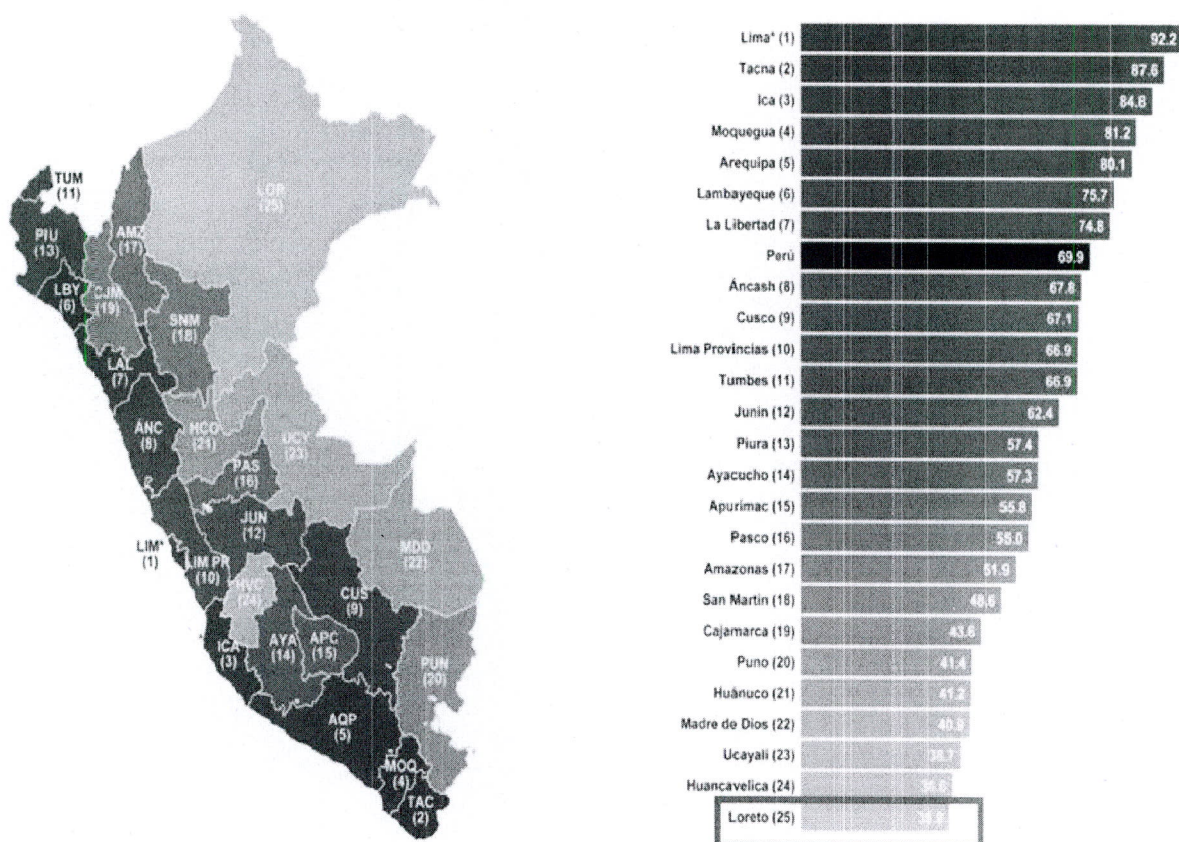 TUM
(11)
PIU
(13)
LBY
(6)
AMZ
(17)
CJM
(19)
LOR
(25)
SNM
(18)
LAL
(7)
ÁNC
(8)
HCO
(21)
UCY
(23)
PAS
(16)
JUN
(12)
LIM*
(1)
LIM PR
(10)
HVC
(24)
MDD
(22)
CUS
(9)
ICA
(3)
AYA
(14)
APC
(15)
PUN
(20)
AQP
(5)
MOQ
(4)
TAC
(2)
Lima* (1) 92.2
Tacna (2) 87.6
Ica (3) 84.8
Moquegua (4) 81.2
Arequipa (5) 80.1
Lambayeque (6) 75.7
La Libertad (7) 74.8
Perú 69.9
Áncash (8) 67.8
Cusco (9) 67.1
Lima Provincias (10) 66.9
Tumbes (11) 66.9
Junín (12) 62.4
Piura (13) 57.4
Ayacucho (14) 57.3
Apurímac (15) 55.8
Pasco (16) 55.0
Amazonas (17) 51.9
San Martín (18) 48.6
Cajamarca (19) 43.6
Puno (20) 41.4
Huánuco (21) 41.2
Madre de Dios (22)
Ucayali (23)
Huancavelica (24)
Loreto (25)